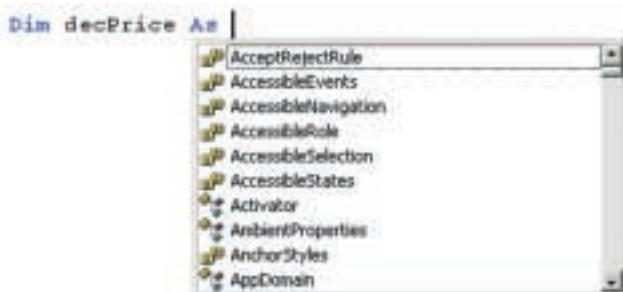 Dim decPrice As
AcceptRejectRule
AccessibleEvents
AccessibleNavigation
AccessibleRole
AccessibleSelection
AccessibleStates
Activator
AmbientProperties
AnchorStyles
AppDomain